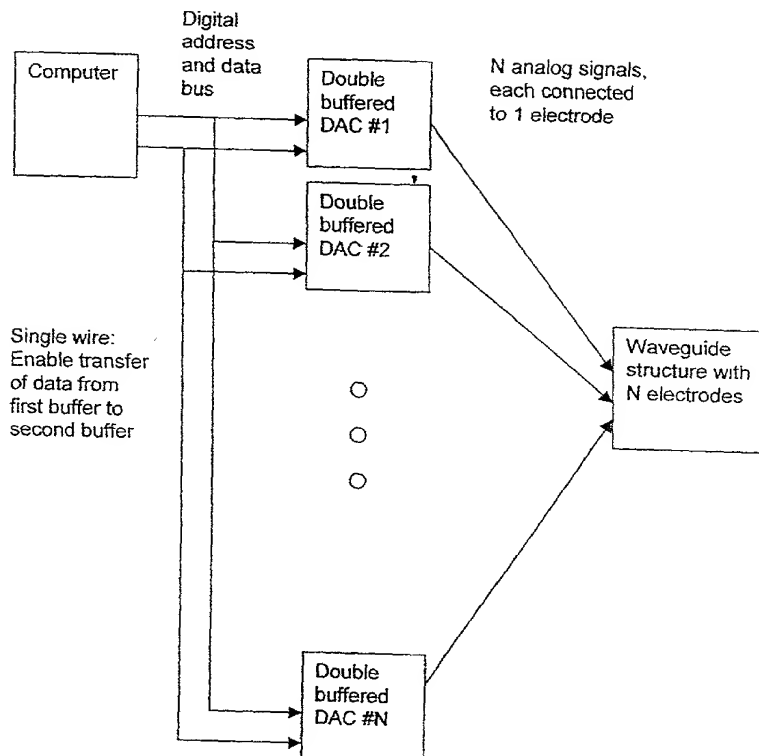 Digital
address
and data
bus
Computer
Double
buffered
DAC #1
N analog signals,
each connected
to 1 electrode
Double
buffered
DAC #2
Single wire:
Enable transfer
of data from
first buffer to
second buffer
Waveguide
structure with
N electrodes
Double
buffered
DAC #N